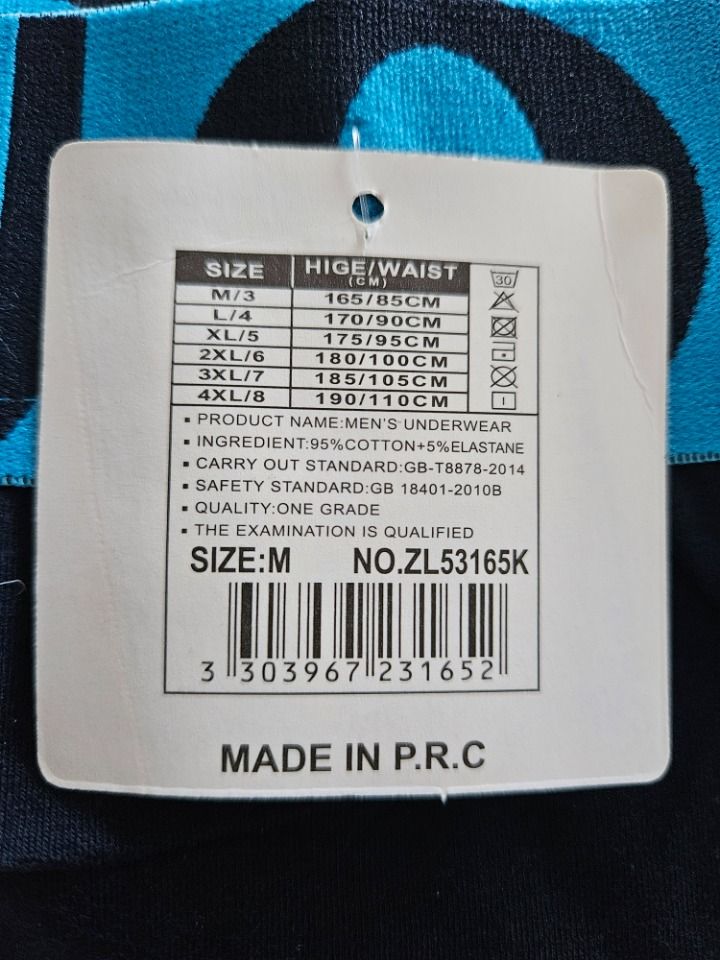 SIZE HIGE/WAIST
(CM)
30
M/3 165/85CM
L/4 170/90CM
XL/5 175/95CM
2XL/6 180/100CM
3XL/7 185/105CM
4XL/8 190/110CM
▪ PRODUCT NAME:MEN'S UNDERWEAR
▪ INGREDIENT:95%COTTON+5%ELASTANE
▪ CARRY OUT STANDARD:GB-T8878-2014
▪ SAFETY STANDARD:GB 18401-2010B
▪ QUALITY:ONE GRADE
▪ THE EXAMINATION IS QUALIFIED
SIZE:M NO.ZL53165K
3 303967 231652
MADE IN P.R.C